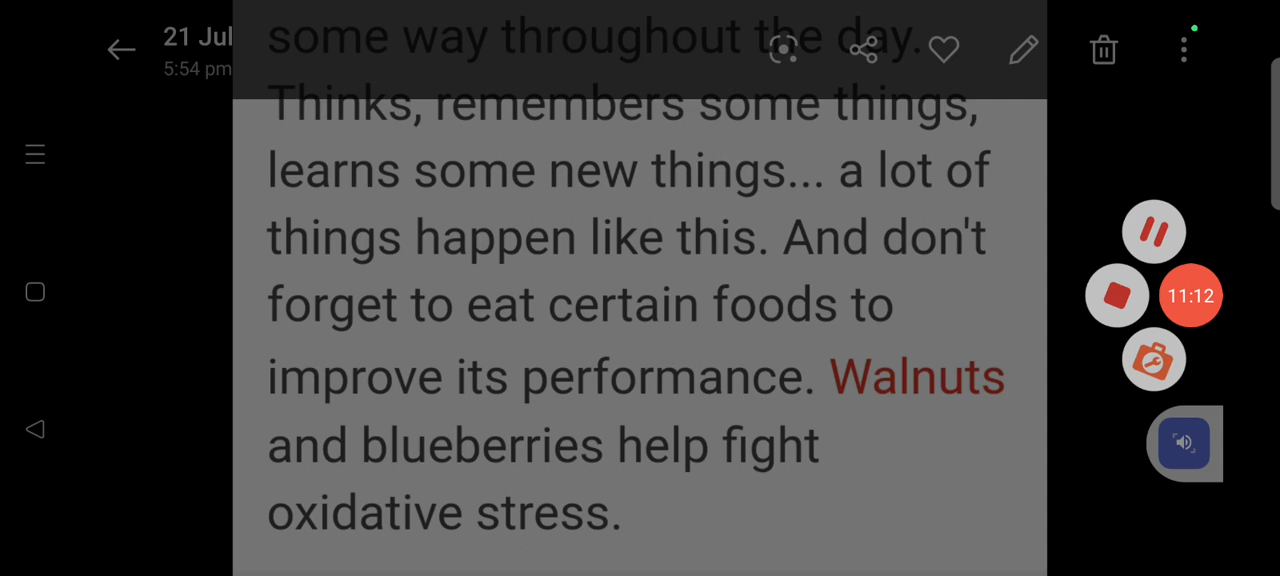 21 Jul
5:54 pm
some way throughout the day.
Thinks, remembers some things,
learns some new things... a lot of
things happen like this. And don't
forget to eat certain foods to
improve its performance. Walnuts
and blueberries help fight
oxidative stress.
11:12